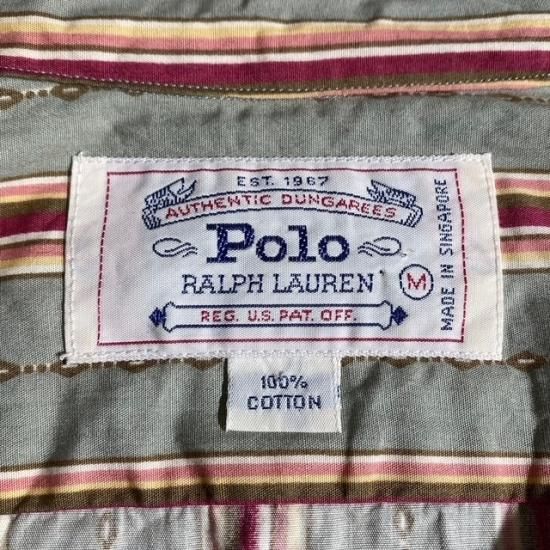 EST. 1967
AUTHENTIC DUNGAREES
Polo
RALPH LAUREN
M
REG. U.S. PAT. OFF.
MADE IN SINGAPORE
100%
COTTON